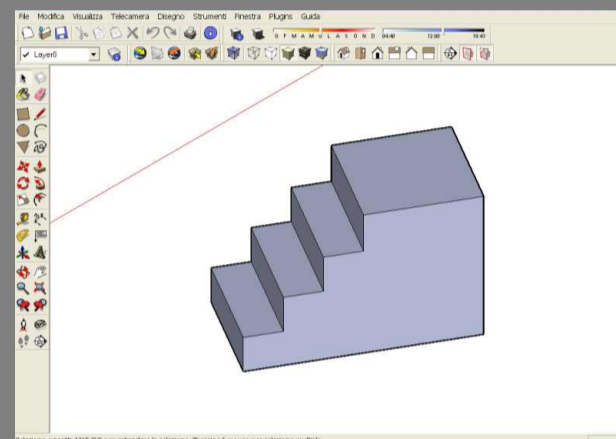 File Modifica Visualizza Telecamera Disegno Strumenti Finestra Plugins Guida
G F M A M U L A S O N D 04:40 12:00 19:40
Layer0